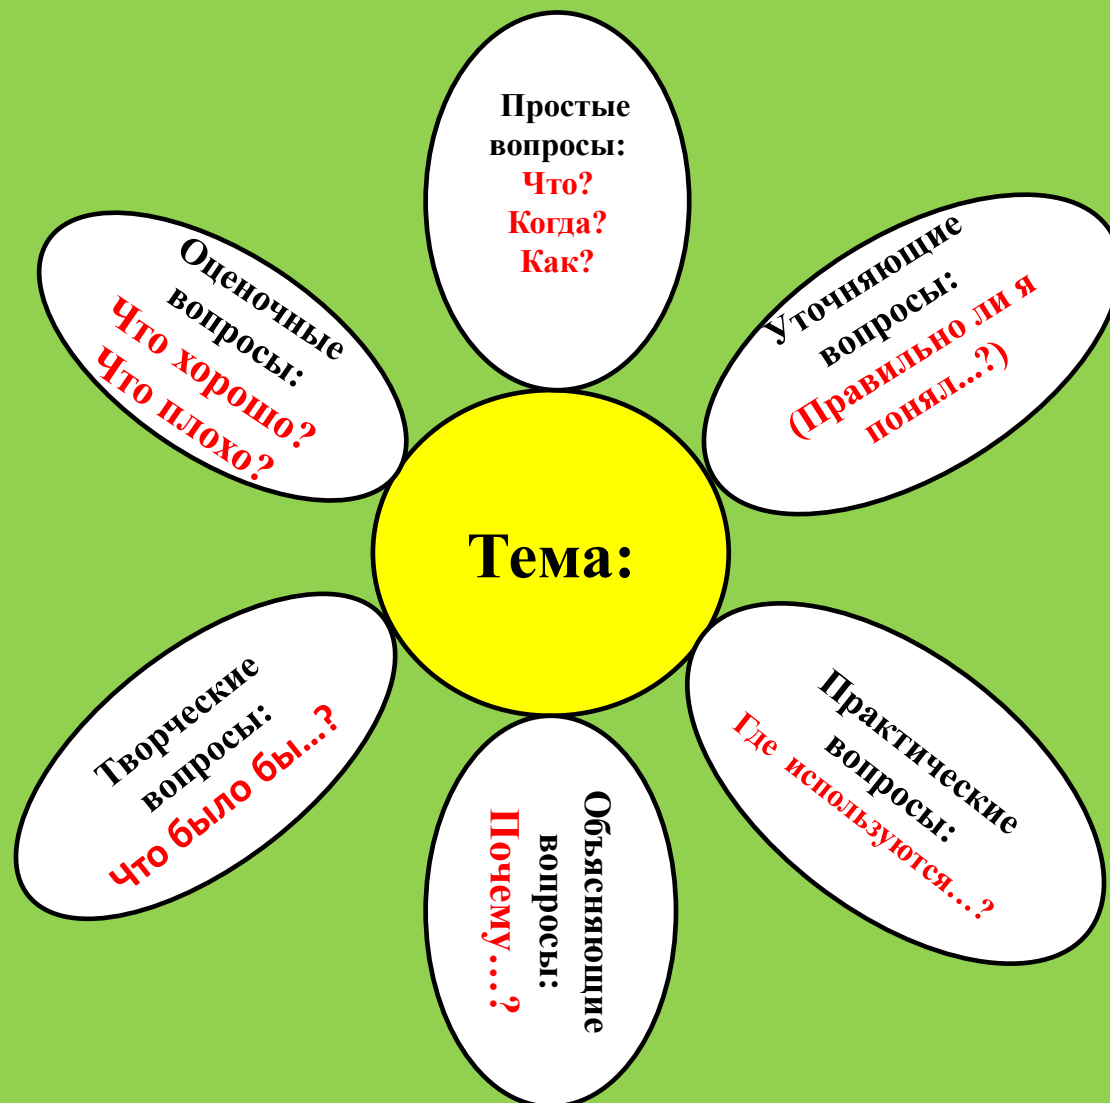 Простые
вопросы:
Что?
Когда?
Как?
Уточняющие
вопросы:
(Правильно ли я
понял...?)
Практические
вопросы:
Где используются...?
Объясняющие
вопросы:
Почему....?
Творческие
вопросы:
Что было бы...?
Оценочные
вопросы:
Что хорошо?
Что плохо?
Тема: